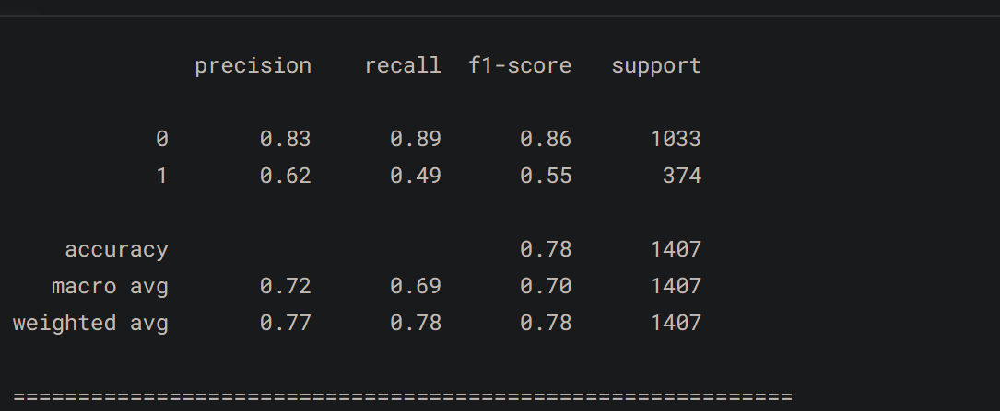 precision recall f1-score support
0 0.83 0.89 0.86 1033
1 0.62 0.49 0.55 374
accuracy 0.78 1407
macro avg 0.72 0.69 0.70 1407
weighted avg 0.77 0.78 0.78 1407
============================================================